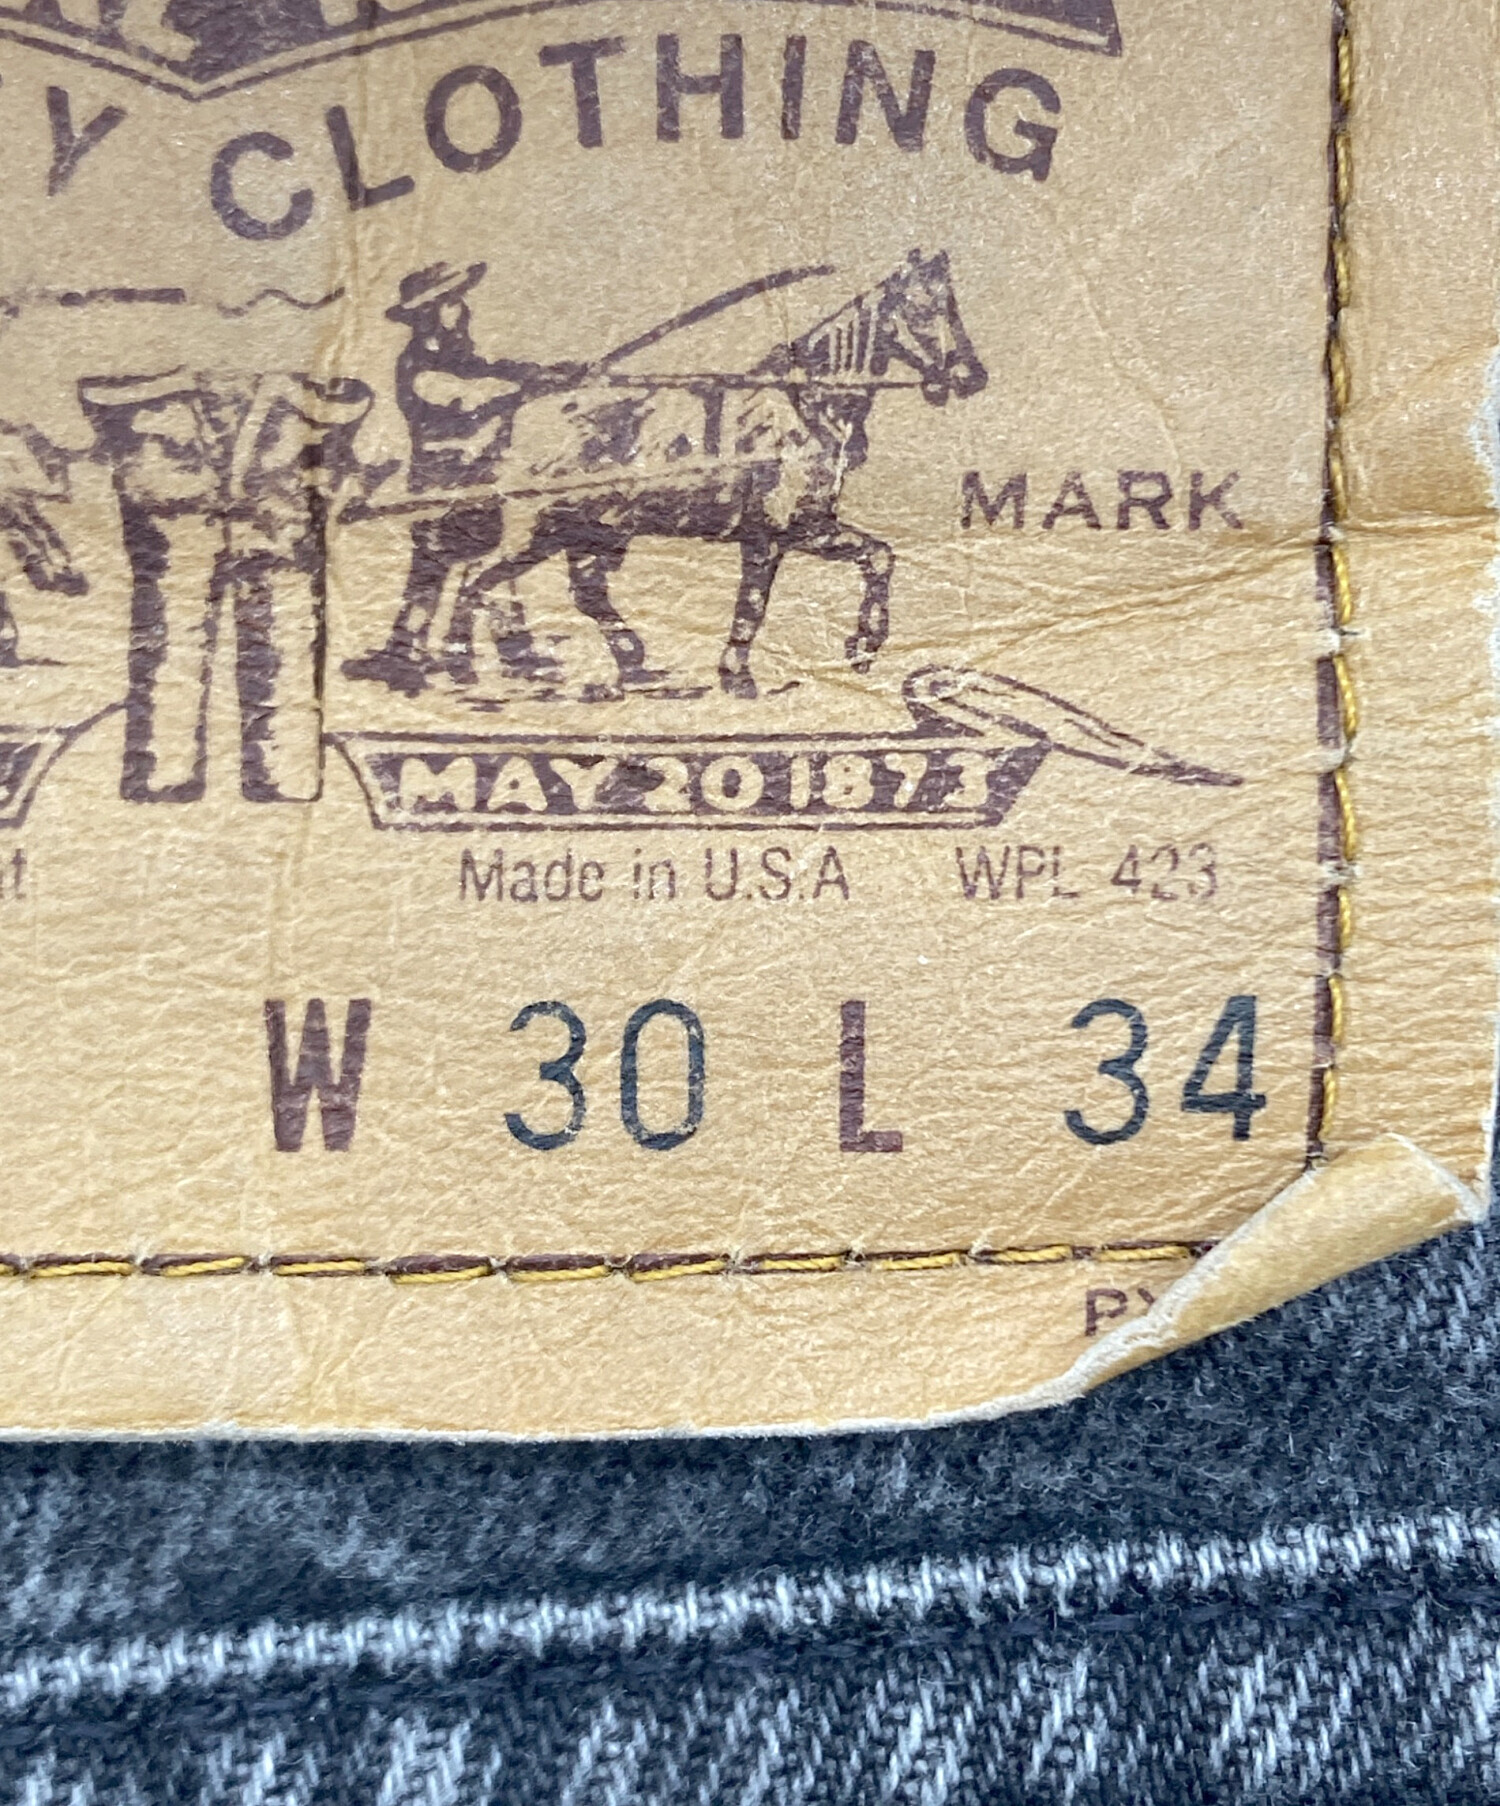 Y CLOTHING
MARK
MAY 20 1873
Made in U.S.A WPL 423
W 30 L 34